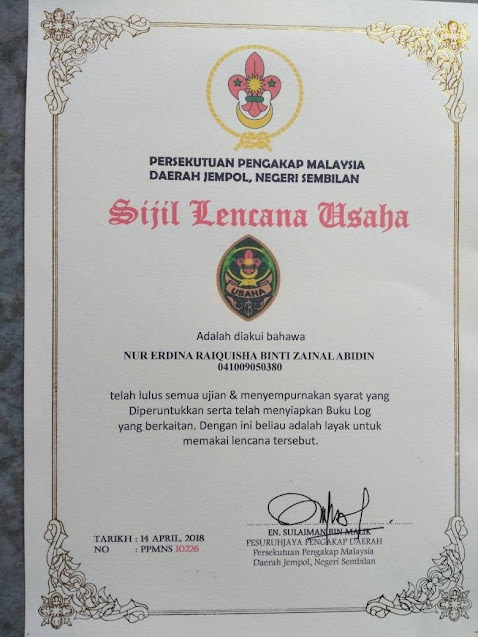 PERSEKUTUAN PENGAKAP MALAYSIA
DAERAH JEMPOL, NEGERI SEMBILAN
Sijil Lencana Usaha
USAHA
Adalah diakui bahawa
NUR ERDINA RAIQUISHA BINTI ZAINAL ABIDIN
041009050380
telah lulus semua ujian & menyempurnakan syarat yang
Diperuntukkan serta telah menyiapkan Buku Log
yang berkaitan. Dengan ini beliau adalah layak untuk
memakai lencana tersebut.
EN. SULAIMAN BIN MALIK
PESURUHJAYA PENGAKAP DAERAH
Persekutuan Pengakap Malaysia
Daerah Jempol, Negeri Sembilan
TARIKH : 14 APRIL, 2018
NO : PPMNS 10226